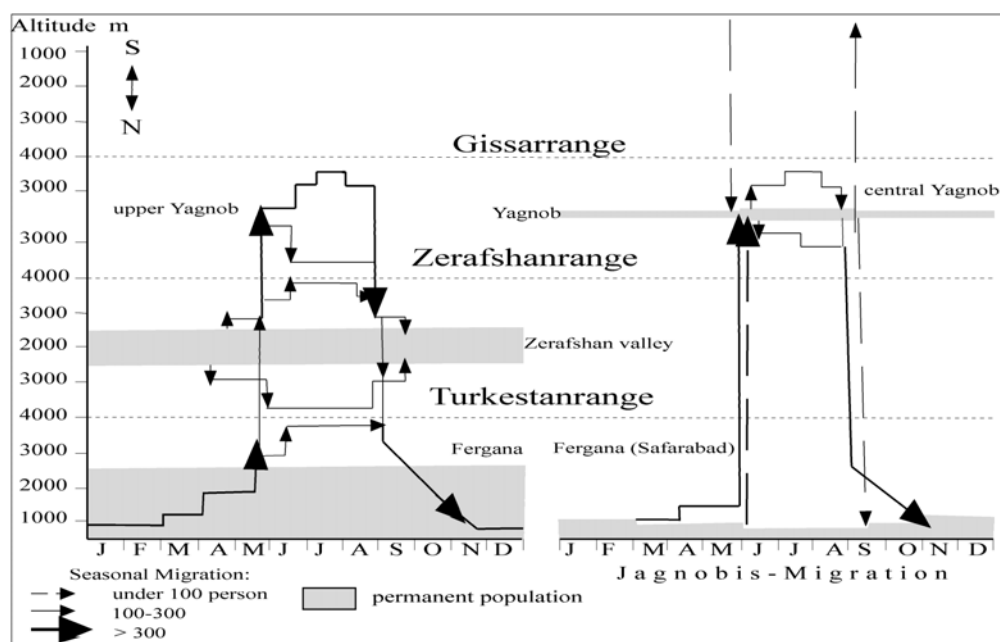 Altitude m
1000
2000
3000
4000
3000
3000
4000
3000
2000
3000
4000
3000
2000
1000
S
N
Gissarrange
upper Yagnob
Yagnob
central Yagnob
Zerafshanrange
Zerafshan valley
Turkestanrange
Fergana
Fergana (Safarabad)
J F M A M J J A S O N D
J F M A M J J A S O N D
Jagnobis-Migration
Seasonal Migration:
under 100 person
100-300
> 300
permanent population